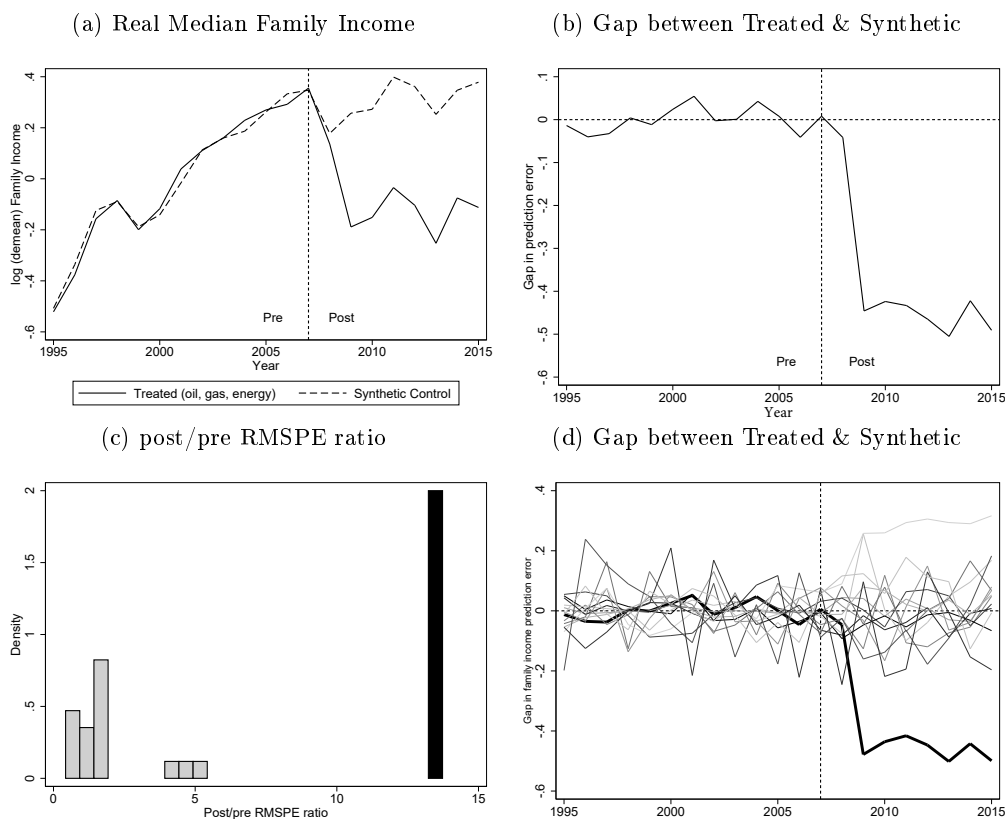 (a) Real Median Family Income
.4
.2
0
-.2
-.4
-.6
log (demean) Family Income
Pre
Post
1995
2000
2005
2010
2015
Year
Treated (oil, gas, energy)
Synthetic Control
(b) Gap between Treated & Synthetic
.1
0
-.1
-.2
-.3
-.4
-.5
-.6
Gap in prediction error
Pre
Post
1995
2000
2005
2010
2015
Year
(c) post/pre RMSPE ratio
2
1.5
1
.5
0
Density
0
5
10
15
Post/pre RMSPE ratio
(d) Gap between Treated & Synthetic
.4
.2
0
-.2
-.4
-.6
Gap in family income prediction error
1995
2000
2005
2010
2015